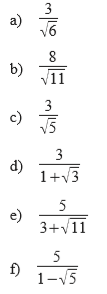 a) 3/√6
b) 8/√11
c) 3/√5
d) 3/(1+√3)
e) 5/(3+√11)
f) 5/(1−√5)